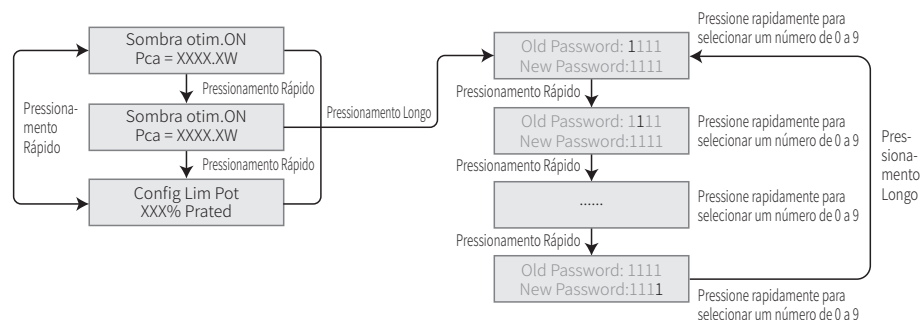 Sombra otim.ON
Pca = XXXX.XW
Pressionamento Rápido
Sombra otim.ON
Pca = XXXX.XW
Pressionamento Rápido
Config Lim Pot
XXX% Prated
Pressiona-
mento
Rápido
Pressionamento Longo
Old Password: 1111
New Password:1111
Pressione rapidamente para
selecionar um número de 0 a 9
Pressionamento Rápido
Old Password: 1111
New Password:1111
Pressione rapidamente para
selecionar um número de 0 a 9
Pressionamento Rápido
......
Pressione rapidamente para
selecionar um número de 0 a 9
Pressionamento Rápido
Old Password: 1111
New Password:1111
Pressione rapidamente para
selecionar um número de 0 a 9
Pres-
siona-
mento
Longo